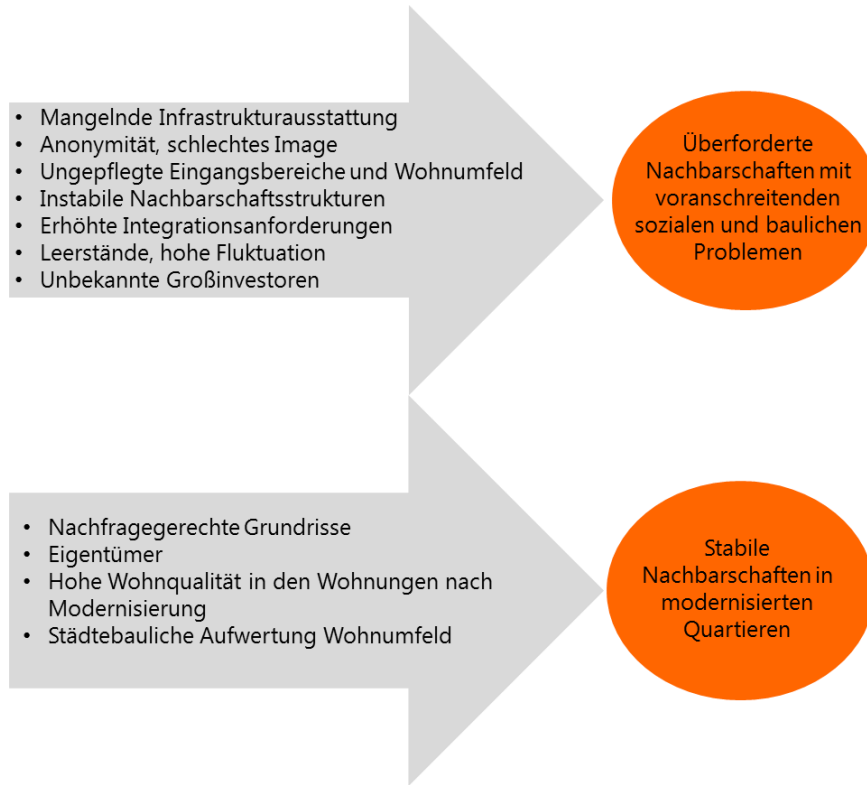 • Mangelnde Infrastrukturausstattung
• Anonymität, schlechtes Image
• Ungepflegte Eingangsbereiche und Wohnumfeld
• Instabile Nachbarschaftsstrukturen
• Erhöhte Integrationsanforderungen
• Leerstände, hohe Fluktuation
• Unbekannte Großinvestoren
Überforderte
Nachbarschaften mit
voranschreitenden
sozialen und baulichen
Problemen
• Nachfragegerechte Grundrisse
• Eigentümer
• Hohe Wohnqualität in den Wohnungen nach
Modernisierung
• Städtebauliche Aufwertung Wohnumfeld
Stabile
Nachbarschaften in
modernisierten
Quartieren